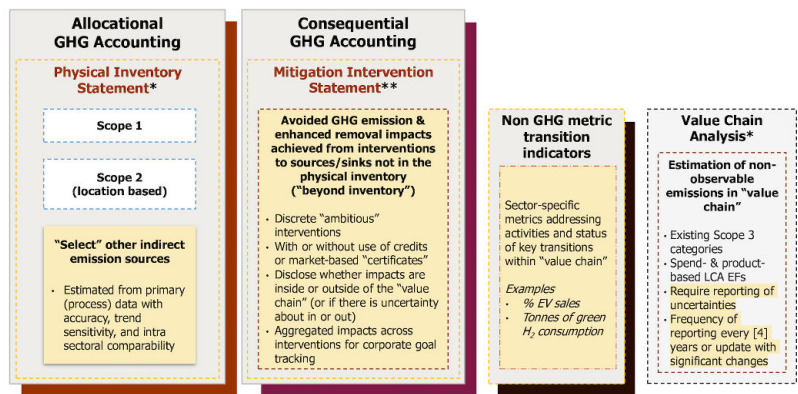 Allocational
GHG Accounting
Physical Inventory
Statement*
Scope 1
Scope 2
(location based)
"Select" other indirect
emission sources
• Estimated from primary
(process) data with
accuracy, trend
sensitivity, and intra
sectoral comparability
Consequential
GHG Accounting
Mitigation Intervention
Statement**
Avoided GHG emission &
enhanced removal impacts
achieved from interventions
to sources/sinks not in the
physical inventory
("beyond inventory")
• Discrete "ambitious"
interventions
• With or without use of credits
or market-based "certificates"
• Disclose whether impacts are
inside or outside of the "value
chain" (or if there is uncertainty
about in or out)
• Aggregated impacts across
interventions for corporate goal
tracking
Non GHG metric
transition
indicators
Sector-specific
metrics addressing
activities and status
of key transitions
within "value chain"
Examples
• % EV sales
• Tonnes of green
H₂ consumption
Value Chain
Analysis*
Estimation of non-
observable
emissions in "value
chain"
• Existing Scope 3
categories
• Spend- & product-
based LCA EFs
• Require reporting of
uncertainties
• Frequency of
reporting every [4]
years or update with
significant changes